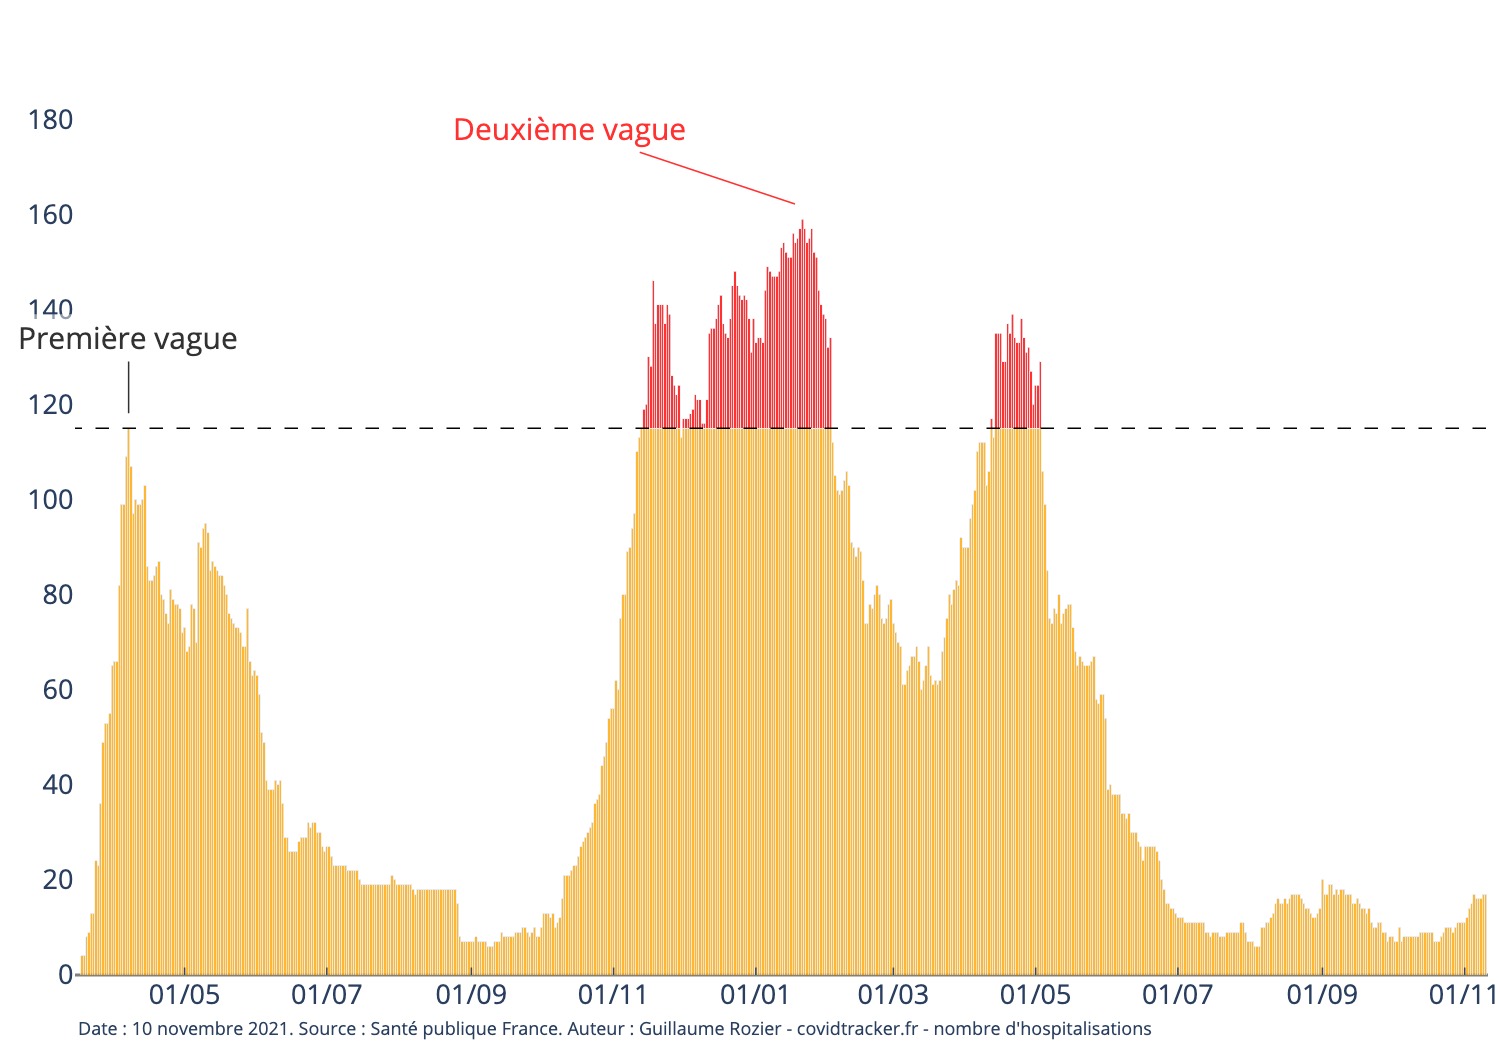 180
Deuxième vague
160
140
Première vague
120
100
80
60
40
20
0
01/05 01/07 01/09 01/11 01/01 01/03 01/05 01/07 01/09 01/11
Date : 10 novembre 2021. Source : Santé publique France. Auteur : Guillaume Rozier - covidtracker.fr - nombre d'hospitalisations